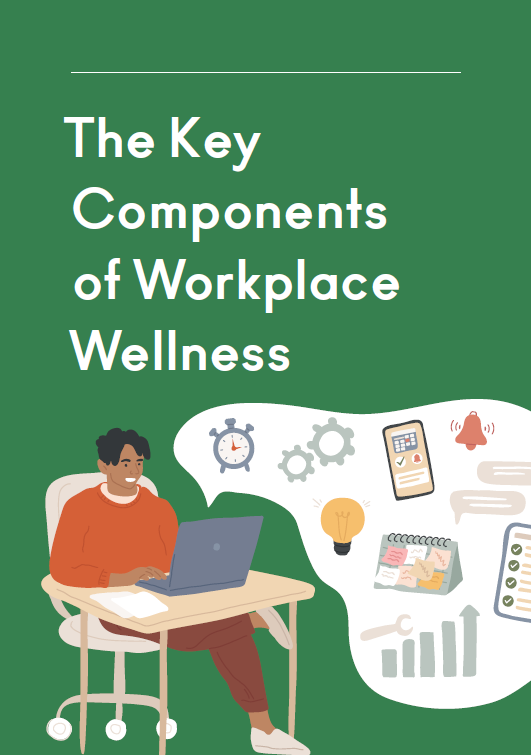 The Key
Components
of Workplace
Wellness